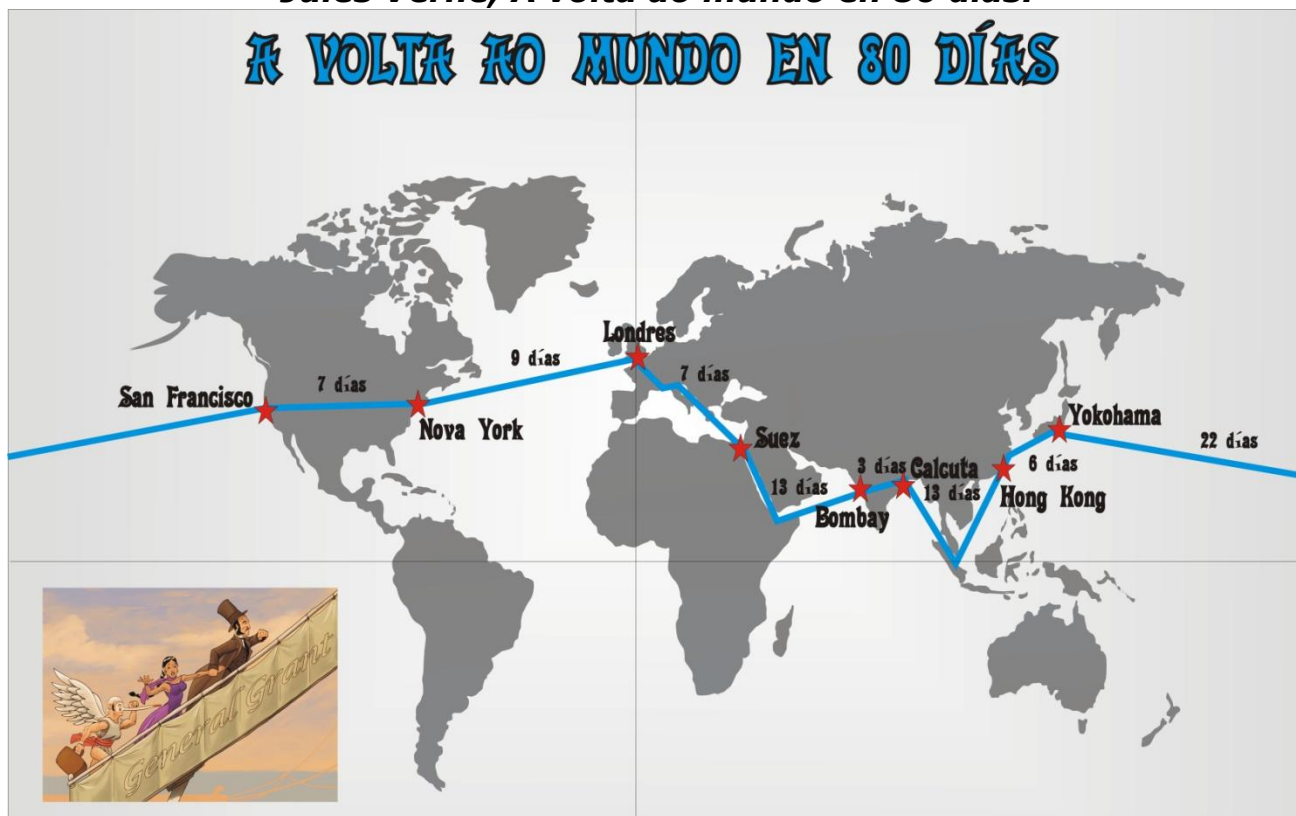 Jules Verne, A volta ao mundo en 80 días.
A VOLTA AO MUNDO EN 80 DÍAS
Londres
9 días
7 días
7 días
San Francisco
Nova York
Suez
Yokohama
22 días
3 días
Calcuta
6 días
13 días
13 días
Hong Kong
Bombay
General Grant